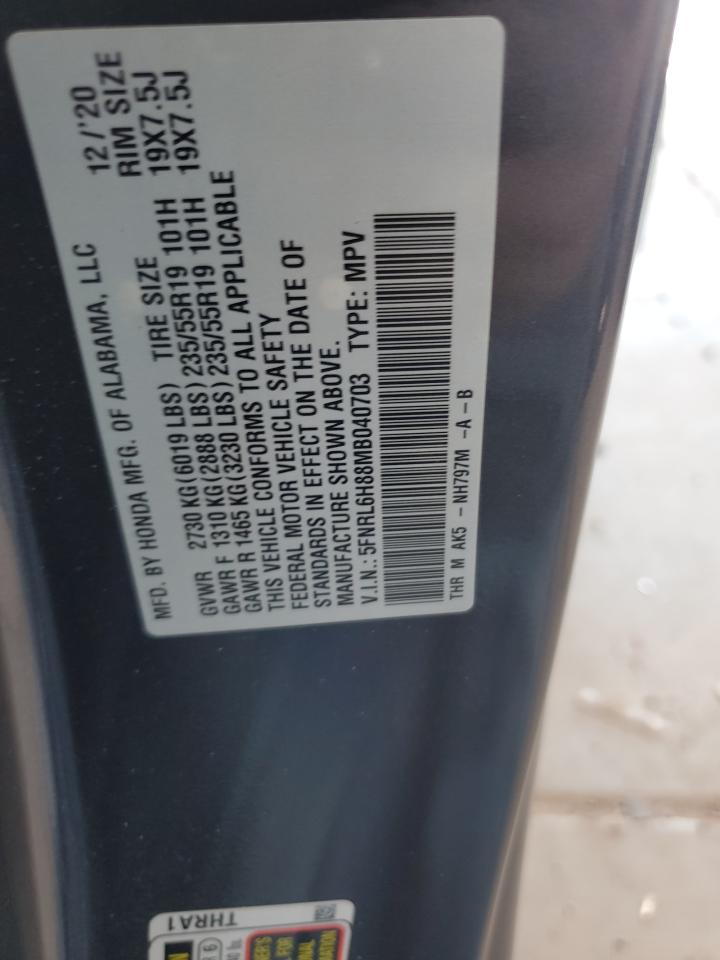 MFD. BY HONDA MFG. OF ALABAMA, LLC 12/'20
TIRE SIZE RIM SIZE
GVWR 2730 KG(6019 LBS)
GAWR F 1310 KG(2888 LBS) 235/55R19 101H 19X7.5J
GAWR R 1465 KG(3230 LBS) 235/55R19 101H 19X7.5J
THIS VEHICLE CONFORMS TO ALL APPLICABLE
FEDERAL MOTOR VEHICLE SAFETY
STANDARDS IN EFFECT ON THE DATE OF
MANUFACTURE SHOWN ABOVE.
V.I.N.: 5FNRL6H88MB040703 TYPE: MPV
THR M AK5 - NH797M -A - B
THRA1